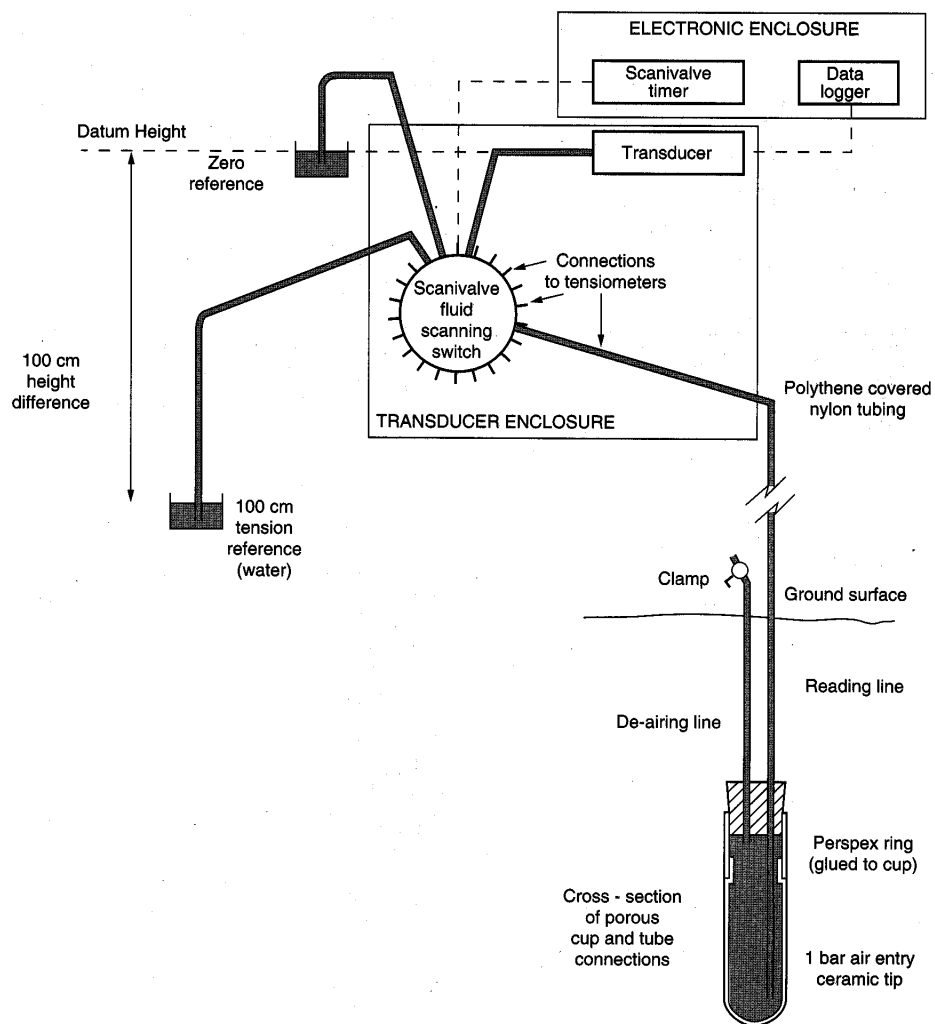 ELECTRONIC ENCLOSURE
Scanivalve
timer
Data
logger
Datum Height
Zero
reference
Transducer
Connections
to tensiometers
Scanivalve
fluid
scanning
switch
100 cm
height
difference
TRANSDUCER ENCLOSURE
Polythene covered
nylon tubing
100 cm
tension
reference
(water)
Clamp
Ground surface
Reading line
De-airing line
Perspex ring
(glued to cup)
Cross - section
of porous
cup and tube
connections
1 bar air entry
ceramic tip